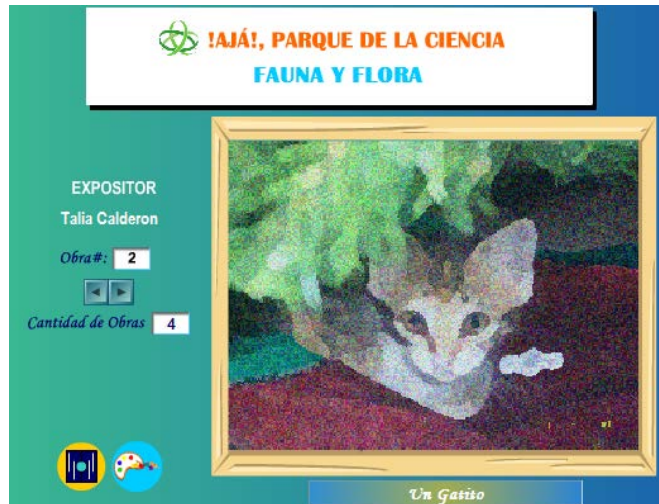 !AJÁ!, PARQUE DE LA CIENCIA
FAUNA Y FLORA
EXPOSITOR
Talia Calderon
Obra#: 2
Cantidad de Obras 4
Un Gatito